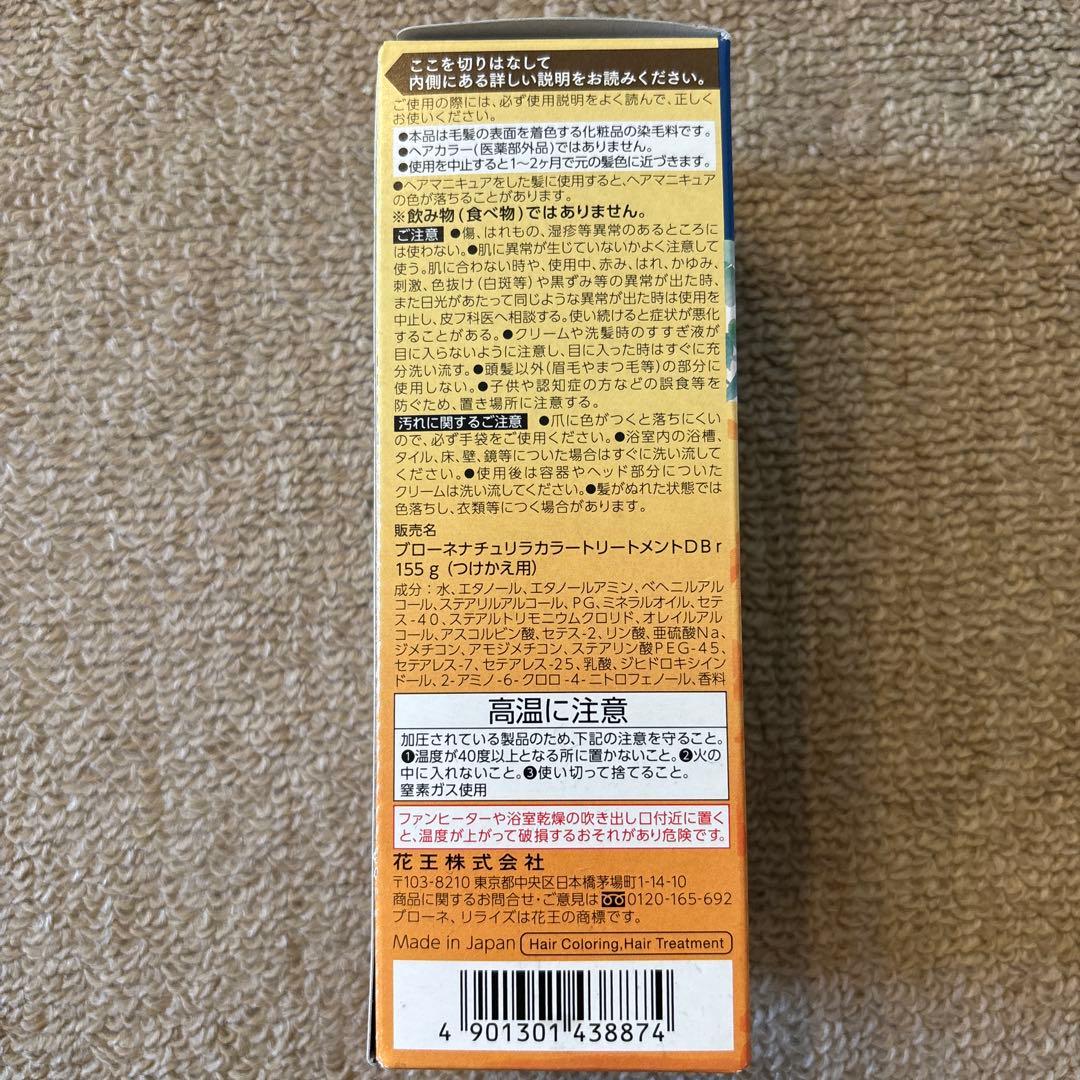 ここを切りはなして
内側にある詳しい説明をお読みください。
ご使用の際には、必ず使用説明をよく読んで、正しく
お使いください。
●本品は毛髪の表面を着色する化粧品の染毛料です。
●ヘアカラー(医薬部外品)ではありません。
●使用を中止すると1〜2ヶ月で元の髪色に近づきます。
●ヘアマニキュアをした髪に使用すると、ヘアマニキュア
の色が落ちることがあります。
※飲み物(食べ物)ではありません。
ご注意 ●傷、はれもの、湿疹等異常のあるところに
は使わない。●肌に異常が生じていないかよく注意して
使う。肌に合わない時や、使用中、赤み、はれ、かゆみ、
刺激、色抜け(白斑等)や黒ずみ等の異常が出た時、
また日光があたって同じような異常が出た時は使用を
中止し、皮フ科医へ相談する。使い続けると症状が悪化
することがある。●クリームや洗髪時のすすぎ液が
目に入らないように注意し、目に入った時はすぐに充
分洗い流す。●頭髪以外(眉毛やまつ毛等)の部分に
使用しない。●子供や認知症の方などの誤食等を
防ぐため、置き場所に注意する。
汚れに関するご注意 ●爪に色がつくと落ちにくい
ので、必ず手袋をご使用ください。●浴室内の浴槽、
タイル、床、壁、鏡等についた場合はすぐに洗い流して
ください。●使用後は容器やヘッド部分についた
クリームは洗い流してください。●髪がぬれた状態では
色落ちし、衣類等につく場合があります。
販売名
ブローネナチュリラカラートリートメントDBr
155g(つけかえ用)
成分:水、エタノール、エタノールアミン、ベヘニルアル
コール、ステアリルアルコール、PG、ミネラルオイル、セテ
ス-40、ステアルトリモニウムクロリド、オレイルアル
コール、アスコルビン酸、セテス-2、リン酸、亜硫酸Na、
ジメチコン、アモジメチコン、ステアリン酸PEG-45、
セテアレス-7、セテアレス-25、乳酸、ジヒドロキシイン
ドール、2-アミノ-6-クロロ-4-ニトロフェノール、香料
高温に注意
加圧されている製品のため、下記の注意を守ること。
❶温度が40度以上となる所に置かないこと。❷火の
中に入れないこと。❸使い切って捨てること。
窒素ガス使用
ファンヒーターや浴室乾燥の吹き出し口付近に置く
と、温度が上がって破損するおそれがあり危険です。
花王株式会社
〒103-8210 東京都中央区日本橋茅場町1-14-10
商品に関するお問合せ・ご意見は 0120-165-692
ブローネ、リライズは花王の商標です。
Made in Japan Hair Coloring,Hair Treatment
4 901301 438874